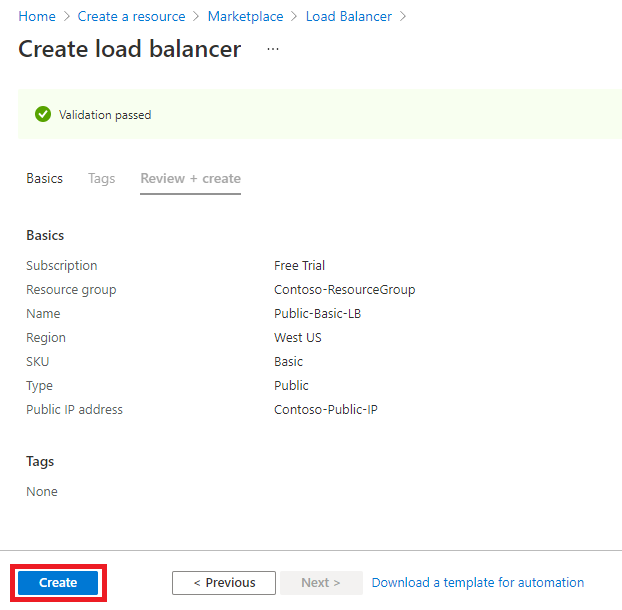 Home > Create a resource > Marketplace > Load Balancer >
Create load balancer ...
Validation passed
Basics Tags Review + create
Basics
Subscription Free Trial
Resource group Contoso-ResourceGroup
Name Public-Basic-LB
Region West US
SKU Basic
Type Public
Public IP address Contoso-Public-IP
Tags
None
Create < Previous Next > Download a template for automation